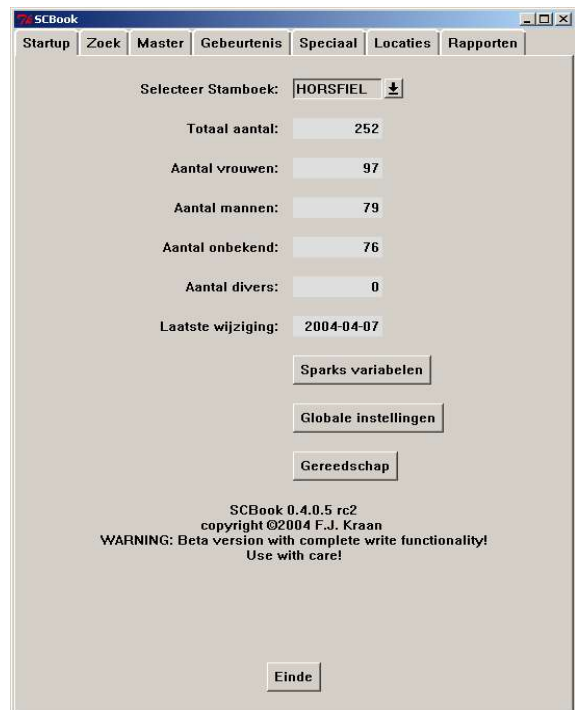 SCBook
Startup Zoek Master Gebeurtenis Speciaal Locaties Rapporten
Selecteer Stamboek: HORSFIEL
Totaal aantal: 252
Aantal vrouwen: 97
Aantal mannen: 79
Aantal onbekend: 76
Aantal divers: 0
Laatste wijziging: 2004-04-07
Sparks variabelen
Globale instellingen
Gereedschap
SCBook 0.4.0.5 rc2
copyright ©2004 F.J. Kraan
WARNING: Beta version with complete write functionality!
Use with care!
Einde